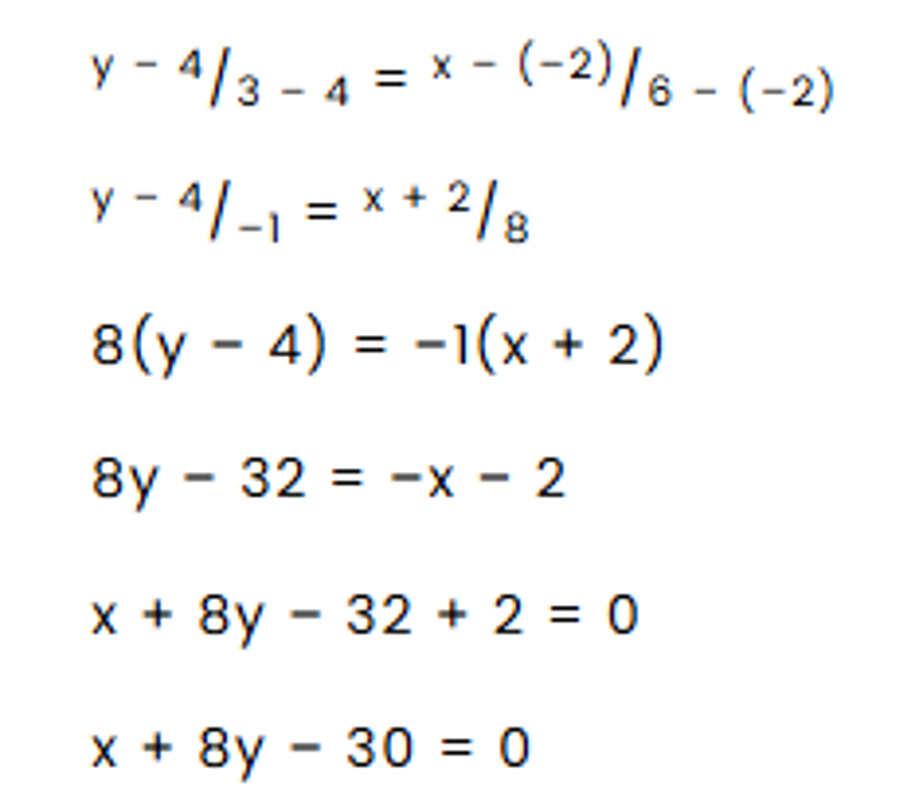 y − 4/3 − 4 = x − (−2)/6 − (−2)
y − 4/−1 = x + 2/8
8(y − 4) = −1(x + 2)
8y − 32 = −x − 2
x + 8y − 32 + 2 = 0
x + 8y − 30 = 0